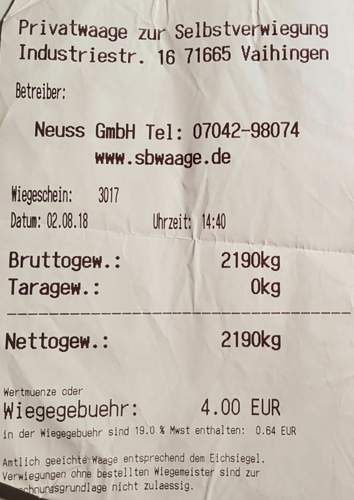 Privatwaage zur Selbstverwiegung
Industriestr. 16 71665 Vaihingen
Betreiber:
Neuss GmbH Tel: 07042-98074
www.sbwaage.de
Wiegeschein: 3017
Datum: 02.08.18 Uhrzeit: 14:40
Bruttogew.: 2190kg
Taragew.: 0kg
Nettogew.: 2190kg
Wertmuenze oder
Wiegegebuehr: 4.00 EUR
in der Wiegegebuehr sind 19.0 % Mwst enthalten: 0.64 EUR
Amtlich geeichte Waage entsprechend dem Eichsiegel.
Verwiegungen ohne bestellten Wiegemeister sind zur
nicht zulaessig.